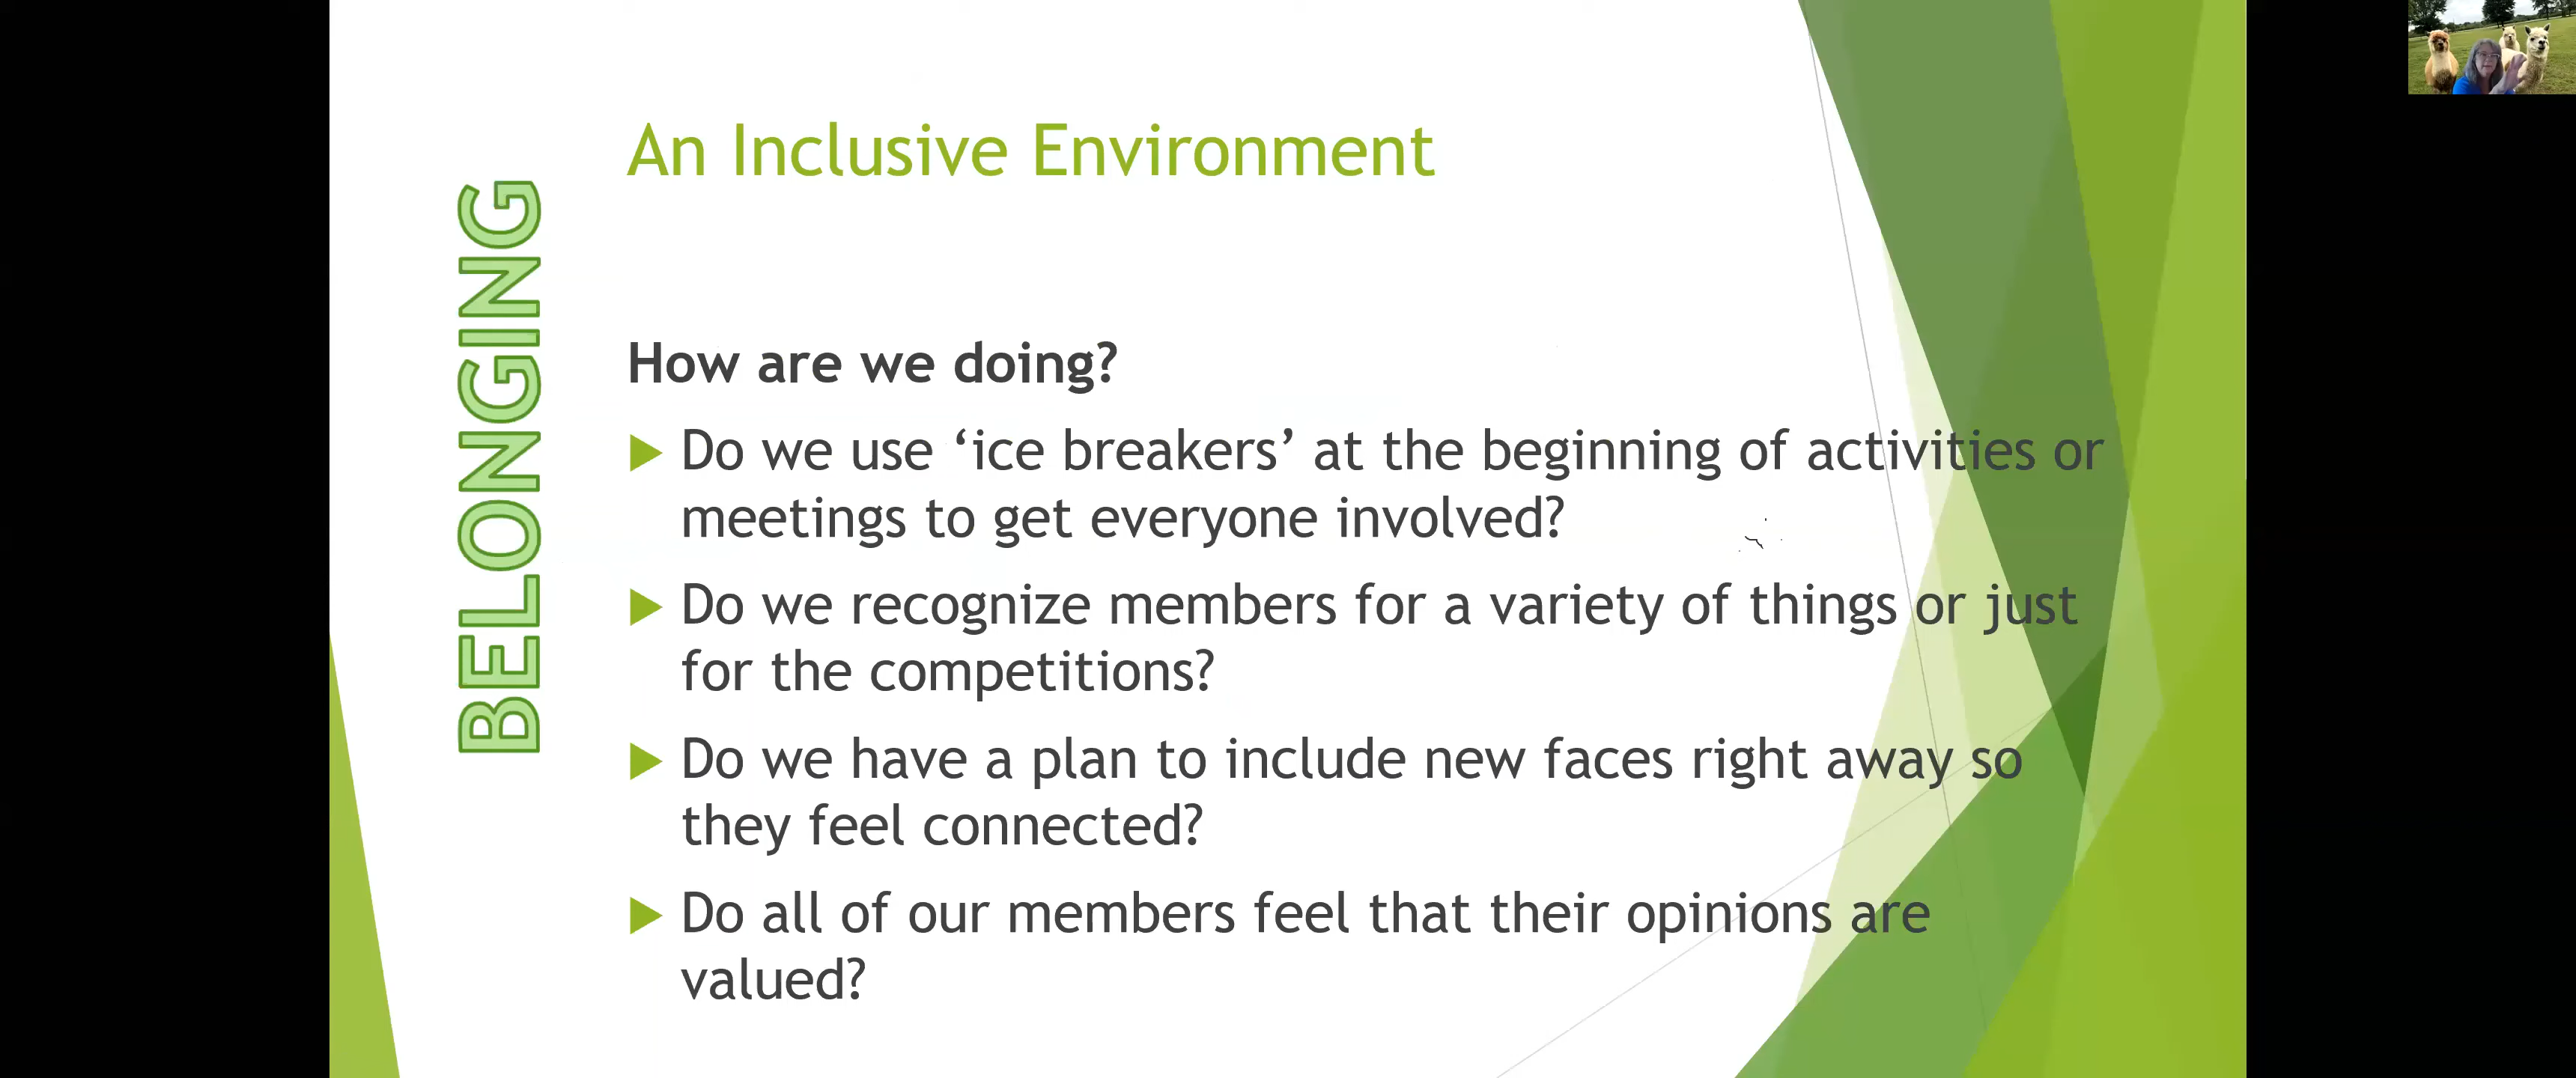 An Inclusive Environment
BELONGING
How are we doing?
Do we use ‘ice breakers’ at the beginning of activities or
meetings to get everyone involved?
Do we recognize members for a variety of things or just
for the competitions?
Do we have a plan to include new faces right away so
they feel connected?
Do all of our members feel that their opinions are
valued?